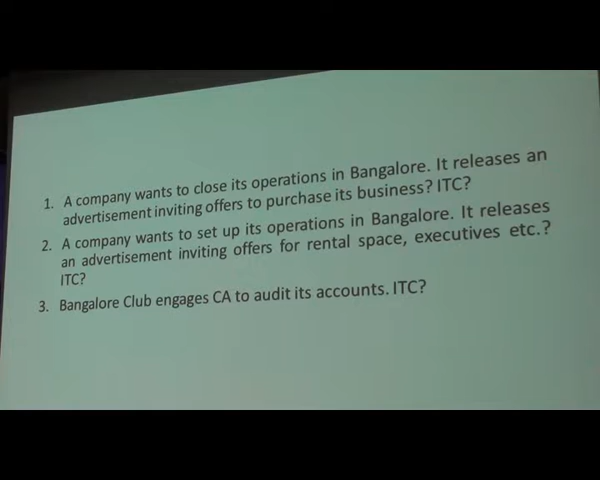 1. A company wants to close its operations in Bangalore. It releases an
advertisement inviting offers to purchase its business? ITC?
2. A company wants to set up its operations in Bangalore. It releases
an advertisement inviting offers for rental space, executives etc.?
ITC?
3. Bangalore Club engages CA to audit its accounts. ITC?